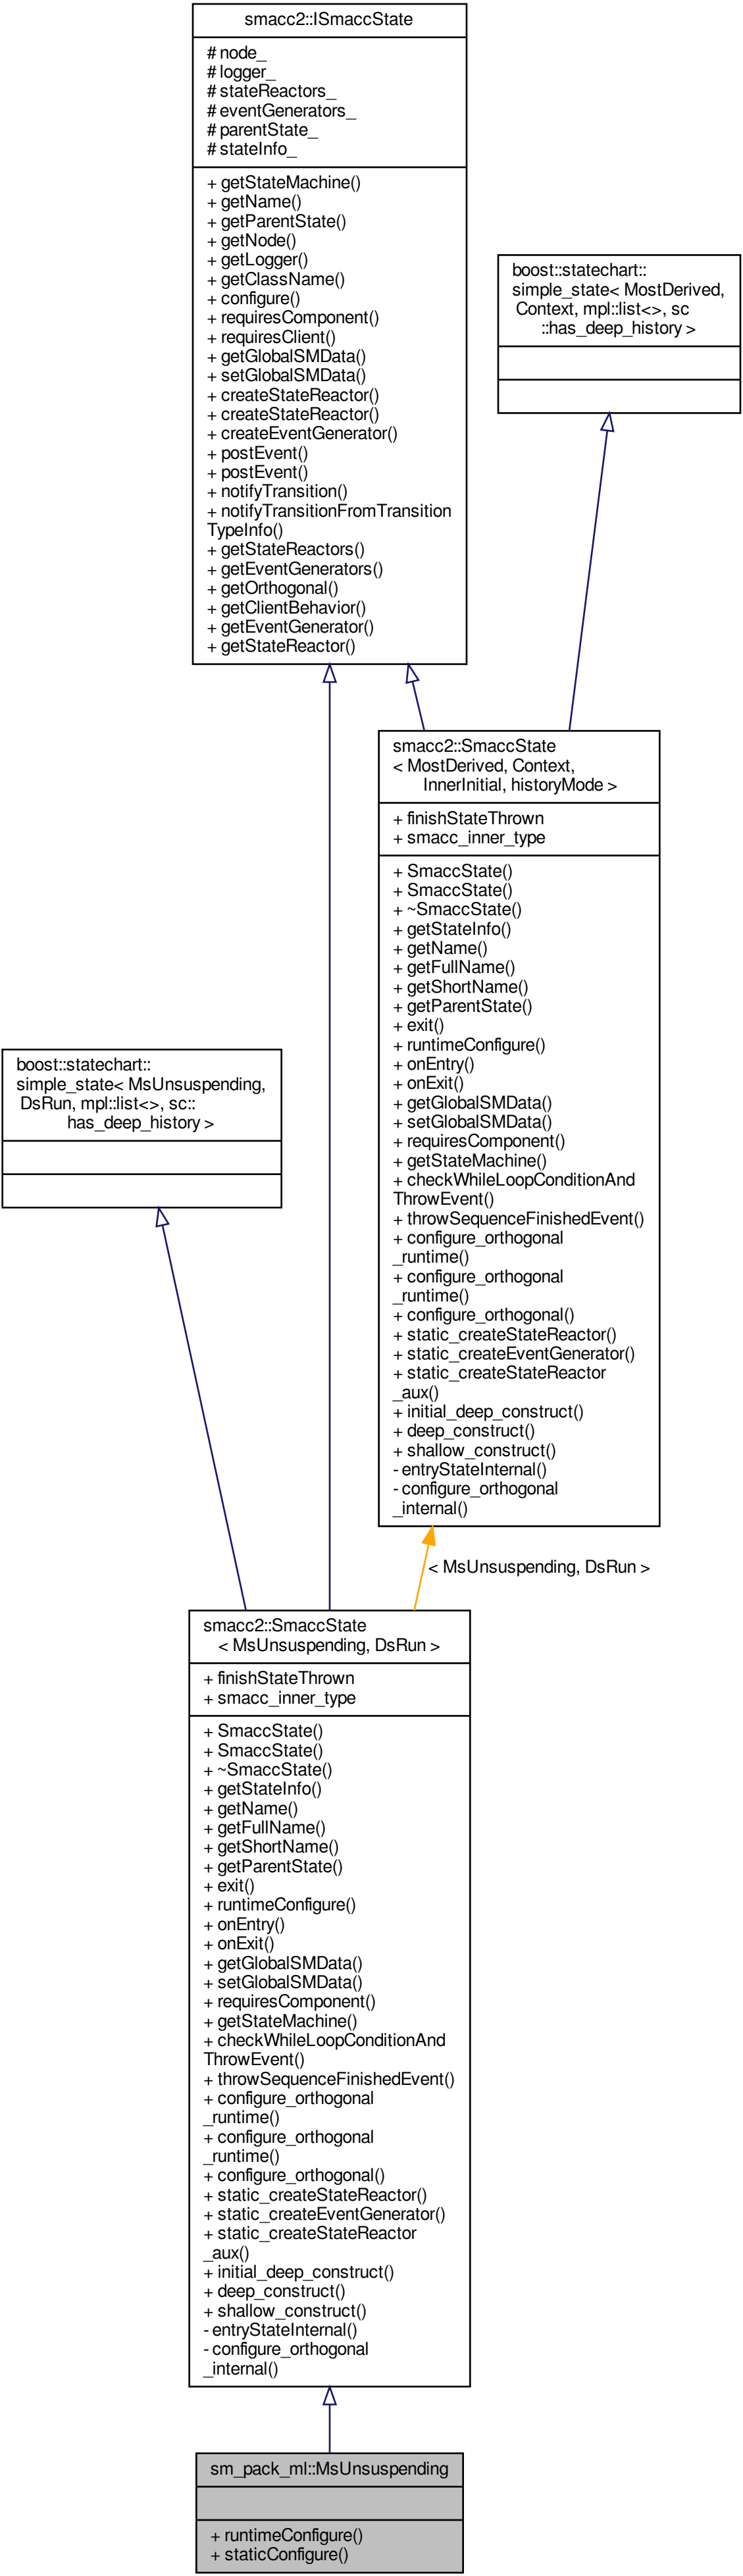 smacc2::ISmaccState
# node_
# logger_
# stateReactors_
# eventGenerators_
# parentState_
# stateInfo_
+ getStateMachine()
+ getName()
+ getParentState()
+ getNode()
+ getLogger()
+ getClassName()
+ configure()
+ requiresComponent()
+ requiresClient()
+ getGlobalSMData()
+ setGlobalSMData()
+ createStateReactor()
+ createStateReactor()
+ createEventGenerator()
+ postEvent()
+ postEvent()
+ notifyTransition()
+ notifyTransitionFromTransition
TypeInfo()
+ getStateReactors()
+ getEventGenerators()
+ getOrthogonal()
+ getClientBehavior()
+ getEventGenerator()
+ getStateReactor()
boost::statechart::
simple_state< MostDerived,
Context, mpl::list<>, sc
::has_deep_history >
smacc2::SmaccState
< MostDerived, Context,
InnerInitial, historyMode >
+ finishStateThrown
+ smacc_inner_type
+ SmaccState()
+ SmaccState()
+ ~SmaccState()
+ getStateInfo()
+ getName()
+ getFullName()
+ getShortName()
+ getParentState()
+ exit()
+ runtimeConfigure()
+ onEntry()
+ onExit()
+ getGlobalSMData()
+ setGlobalSMData()
+ requiresComponent()
+ getStateMachine()
+ checkWhileLoopConditionAnd
ThrowEvent()
+ throwSequenceFinishedEvent()
+ configure_orthogonal
_runtime()
+ configure_orthogonal
_runtime()
+ configure_orthogonal()
+ static_createStateReactor()
+ static_createEventGenerator()
+ static_createStateReactor
_aux()
+ initial_deep_construct()
+ deep_construct()
+ shallow_construct()
- entryStateInternal()
- configure_orthogonal
_internal()
boost::statechart::
simple_state< MsUnsuspending,
DsRun, mpl::list<>, sc::
has_deep_history >
< MsUnsuspending, DsRun >
smacc2::SmaccState
< MsUnsuspending, DsRun >
+ finishStateThrown
+ smacc_inner_type
+ SmaccState()
+ SmaccState()
+ ~SmaccState()
+ getStateInfo()
+ getName()
+ getFullName()
+ getShortName()
+ getParentState()
+ exit()
+ runtimeConfigure()
+ onEntry()
+ onExit()
+ getGlobalSMData()
+ setGlobalSMData()
+ requiresComponent()
+ getStateMachine()
+ checkWhileLoopConditionAnd
ThrowEvent()
+ throwSequenceFinishedEvent()
+ configure_orthogonal
_runtime()
+ configure_orthogonal
_runtime()
+ configure_orthogonal()
+ static_createStateReactor()
+ static_createEventGenerator()
+ static_createStateReactor
_aux()
+ initial_deep_construct()
+ deep_construct()
+ shallow_construct()
- entryStateInternal()
- configure_orthogonal
_internal()
sm_pack_ml::MsUnsuspending
+ runtimeConfigure()
+ staticConfigure()